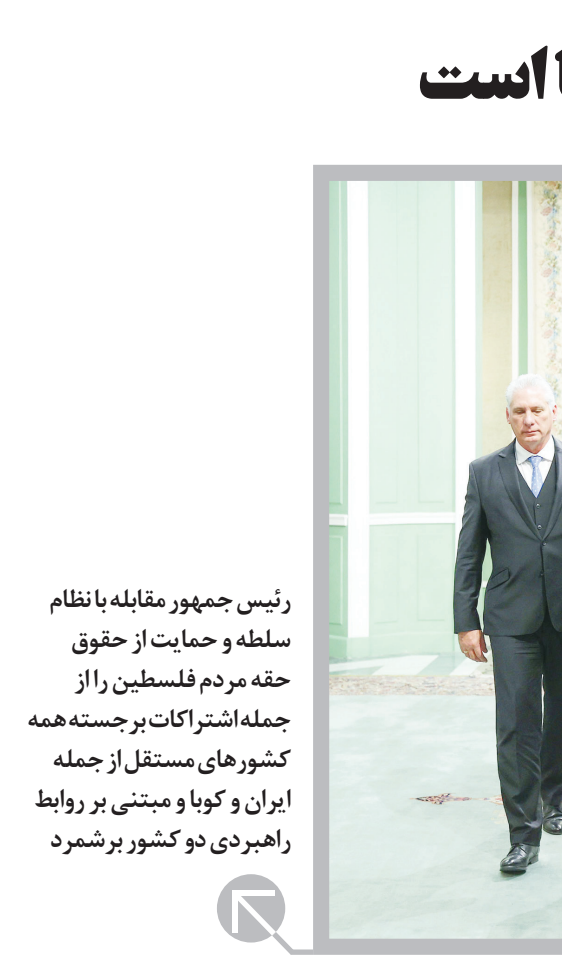 است
رئیس جمهور مقابله با نظام
سلطه و حمایت از حقوق
حقه مردم فلسطین را از
جمله اشتراکات برجسته همه
کشورهای مستقل از جمله
ایران و کوبا و مبتنی بر روابط
راهبردی دو کشور برشمرد